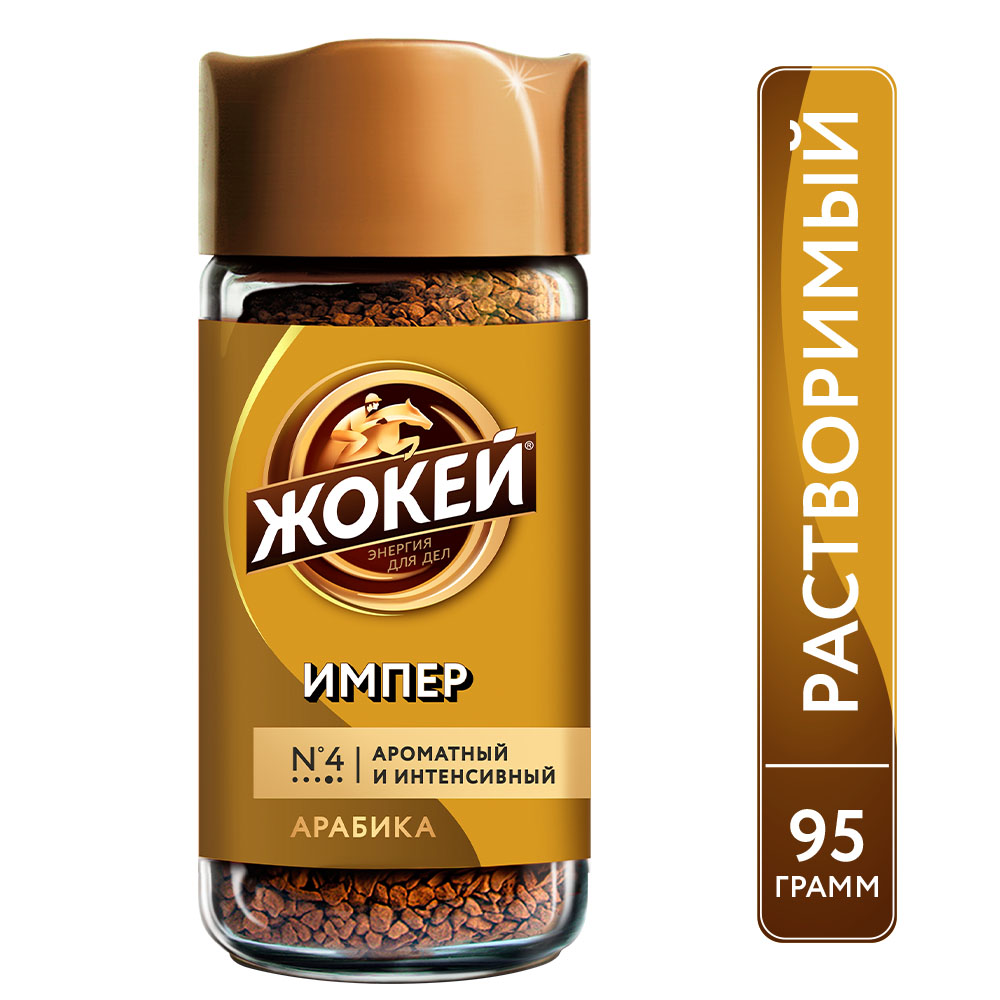 ЖОКЕЙ®
ЭНЕРГИЯ
ДЛЯ ДЕЛ
ИМПЕР
N°4
АРОМАТНЫЙ
И ИНТЕНСИВНЫЙ
АРАБИКА
РАСТВОРИМЫЙ
95
ГРАММ